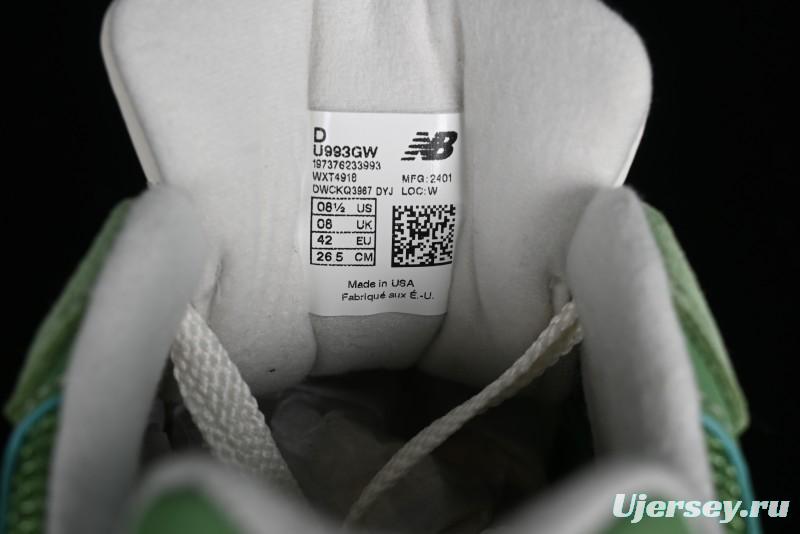 D
U993GW
197376233993
WXT4918
DWCKQ3967 DYJ
NB
MFG: 2401
LOC: W
08½ US
08 UK
42 EU
26 5 CM
Made in USA
Fabriqué aux É.-U.
Ujersey.ru